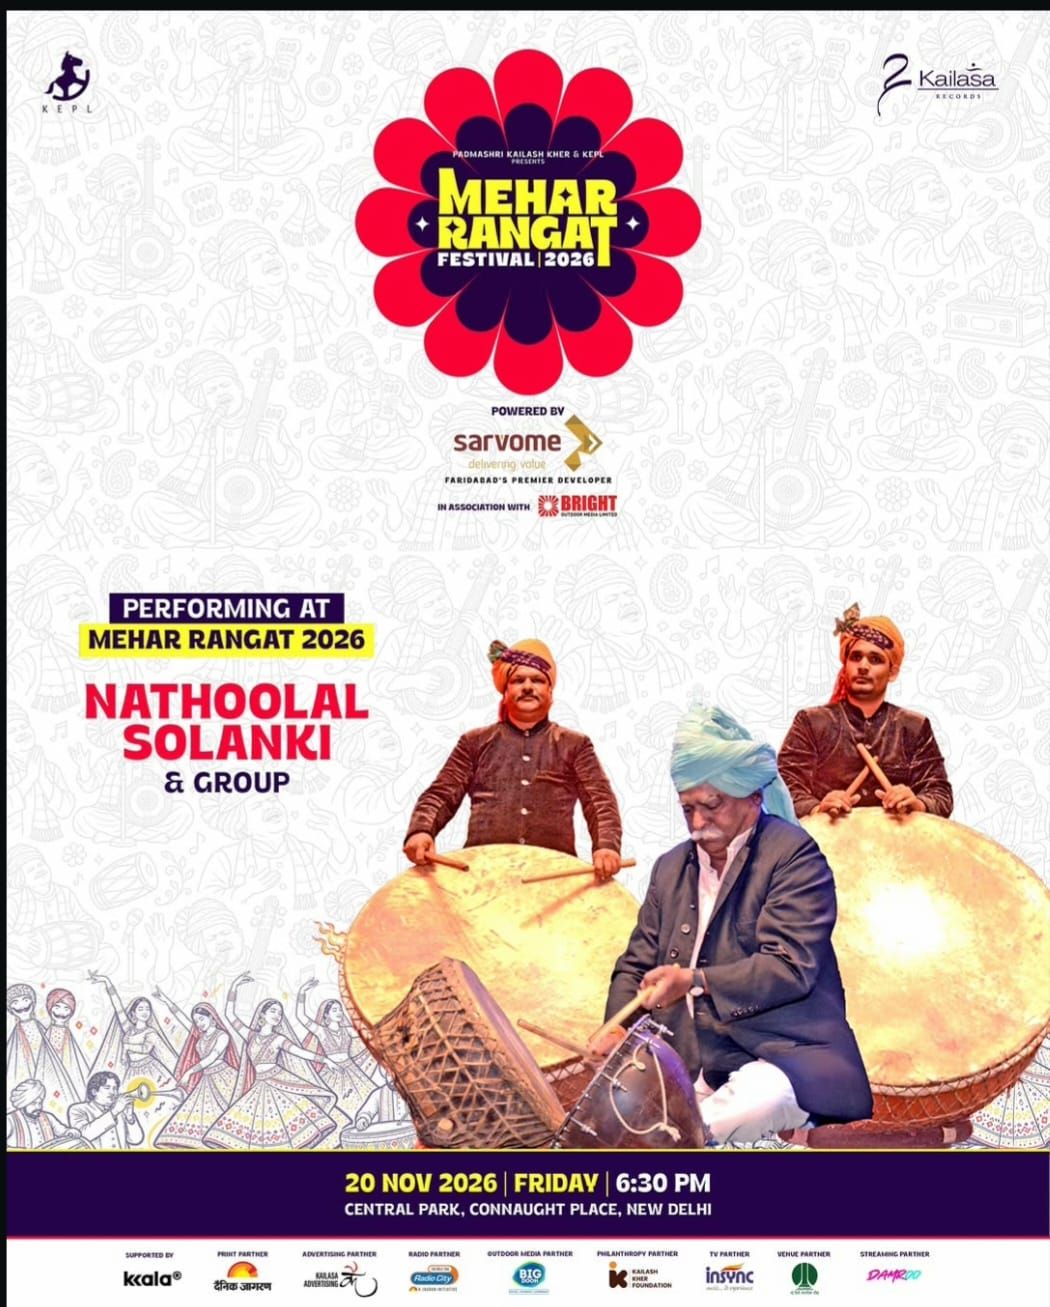 KEPL
Kailasa
RECORDS
PADMASHRI KAILASH KHER & KEPL
PRESENTS
MEHAR
RANGAT
FESTIVAL | 2026
POWERED BY
sarvome
delivering value
FARIDABAD'S PREMIER DEVELOPER
IN ASSOCIATION WITH BRIGHT
OUTDOOR MEDIA LIMITED
PERFORMING AT
MEHAR RANGAT 2026
NATHOOLAL
SOLANKI
& GROUP
20 NOV 2026 | FRIDAY | 6:30 PM
CENTRAL PARK, CONNAUGHT PLACE, NEW DELHI
SUPPORTED BY
kkala®
PRINT PARTNER
दैनिक जागरण
ADVERTISING PARTNER
KAILASA
ADVERTISING
RADIO PARTNER
Radio City
OUTDOOR MEDIA PARTNER
BIG
DOOH
PHILANTHROPY PARTNER
KAILASH
KHER
FOUNDATION
TV PARTNER
insync
VENUE PARTNER
STREAMING PARTNER
DAMROO